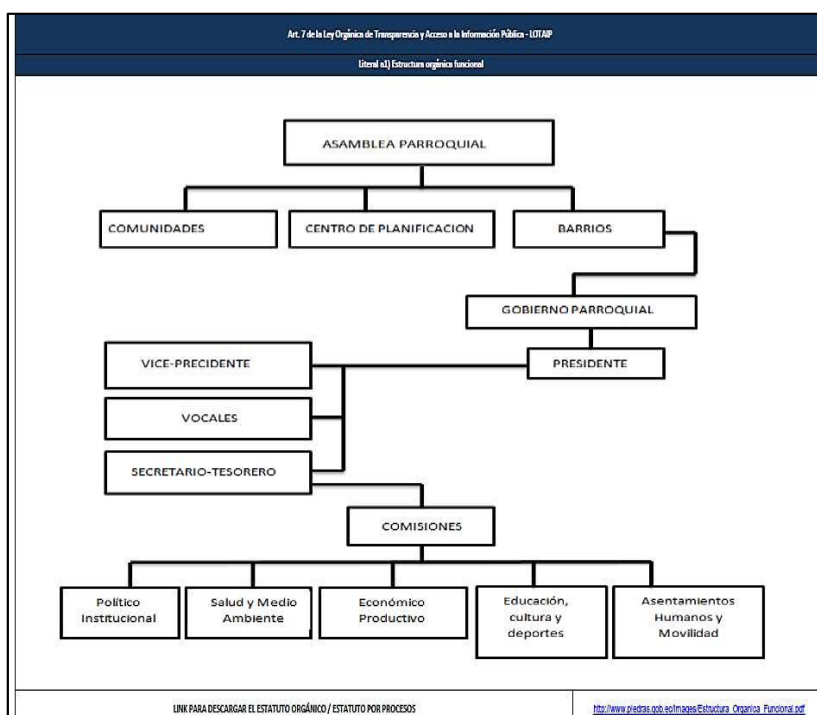 Art. 7 de la Ley Orgánica de Transparencia y Acceso a la Información Pública - LOTAIP
Literal a1) Estructura orgánica funcional
ASAMBLEA PARROQUIAL
COMUNIDADES
CENTRO DE PLANIFICACION
BARRIOS
GOBIERNO PARROQUIAL
PRESIDENTE
VICE-PRECIDENTE
VOCALES
SECRETARIO-TESORERO
COMISIONES
Político
Institucional
Salud y Medio
Ambiente
Económico
Productivo
Educación,
cultura y
deportes
Asentamientos
Humanos y
Movilidad
LINK PARA DESCARGAR EL ESTATUTO ORGÁNICO / ESTATUTO POR PROCESOS
http://www.piedras.gob.ec/images/Estructura_Organica_Funcional.pdf